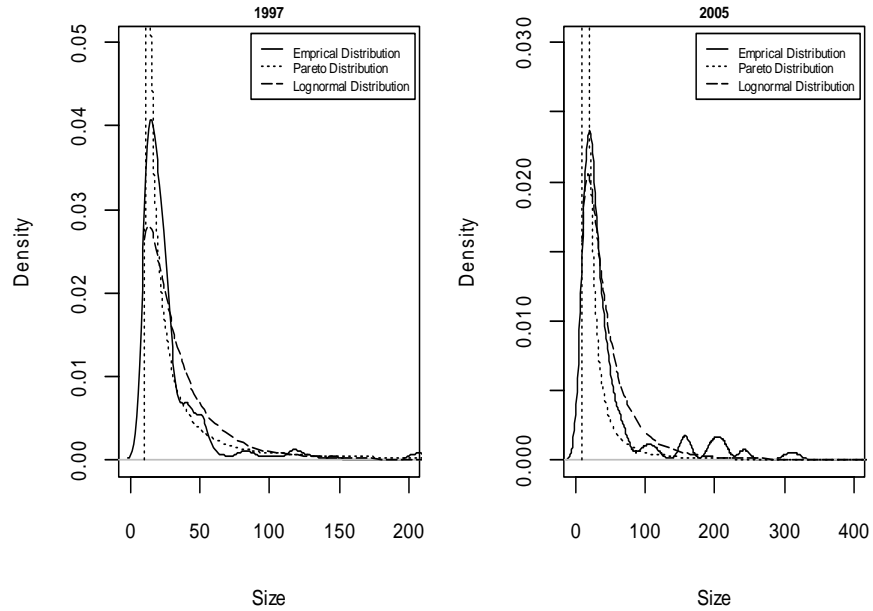 1997
Emprical Distribution
Pareto Distribution
Lognormal Distribution
Density
0.05
0.04
0.03
0.02
0.01
0.00
0 50 100 150 200
Size
2005
Emprical Distribution
Pareto Distribution
Lognormal Distribution
Density
0.030
0.020
0.010
0.000
0 100 200 300 400
Size